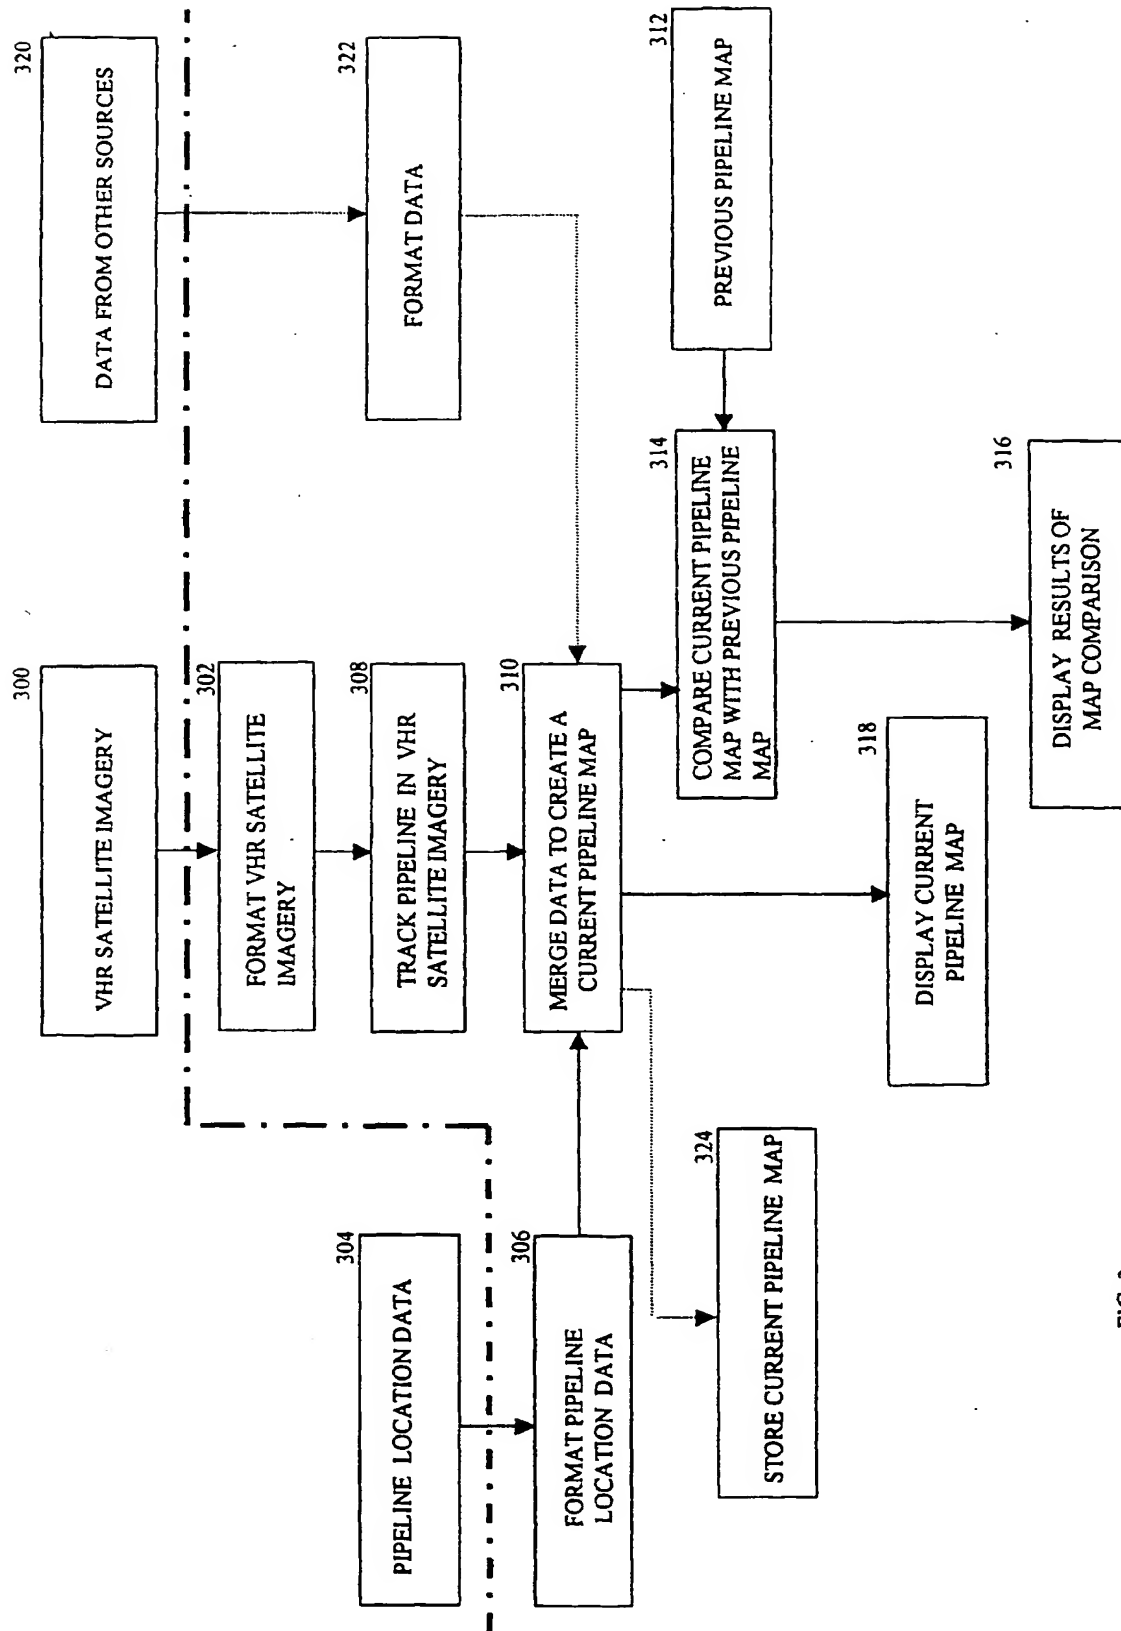 320
DATA FROM OTHER SOURCES
300
VHR SATELLITE IMAGERY
304
PIPELINE LOCATION DATA
322
FORMAT DATA
302
FORMAT VHR SATELLITE
IMAGERY
308
TRACK PIPELINE IN VHR
SATELLITE IMAGERY
306
FORMAT PIPELINE
LOCATION DATA
310
MERGE DATA TO CREATE A
CURRENT PIPELINE MAP
312
PREVIOUS PIPELINE MAP
314
COMPARE CURRENT PIPELINE
MAP WITH PREVIOUS PIPELINE
MAP
324
STORE CURRENT PIPELINE MAP
318
DISPLAY CURRENT
PIPELINE MAP
316
DISPLAY RESULTS OF
MAP COMPARISON